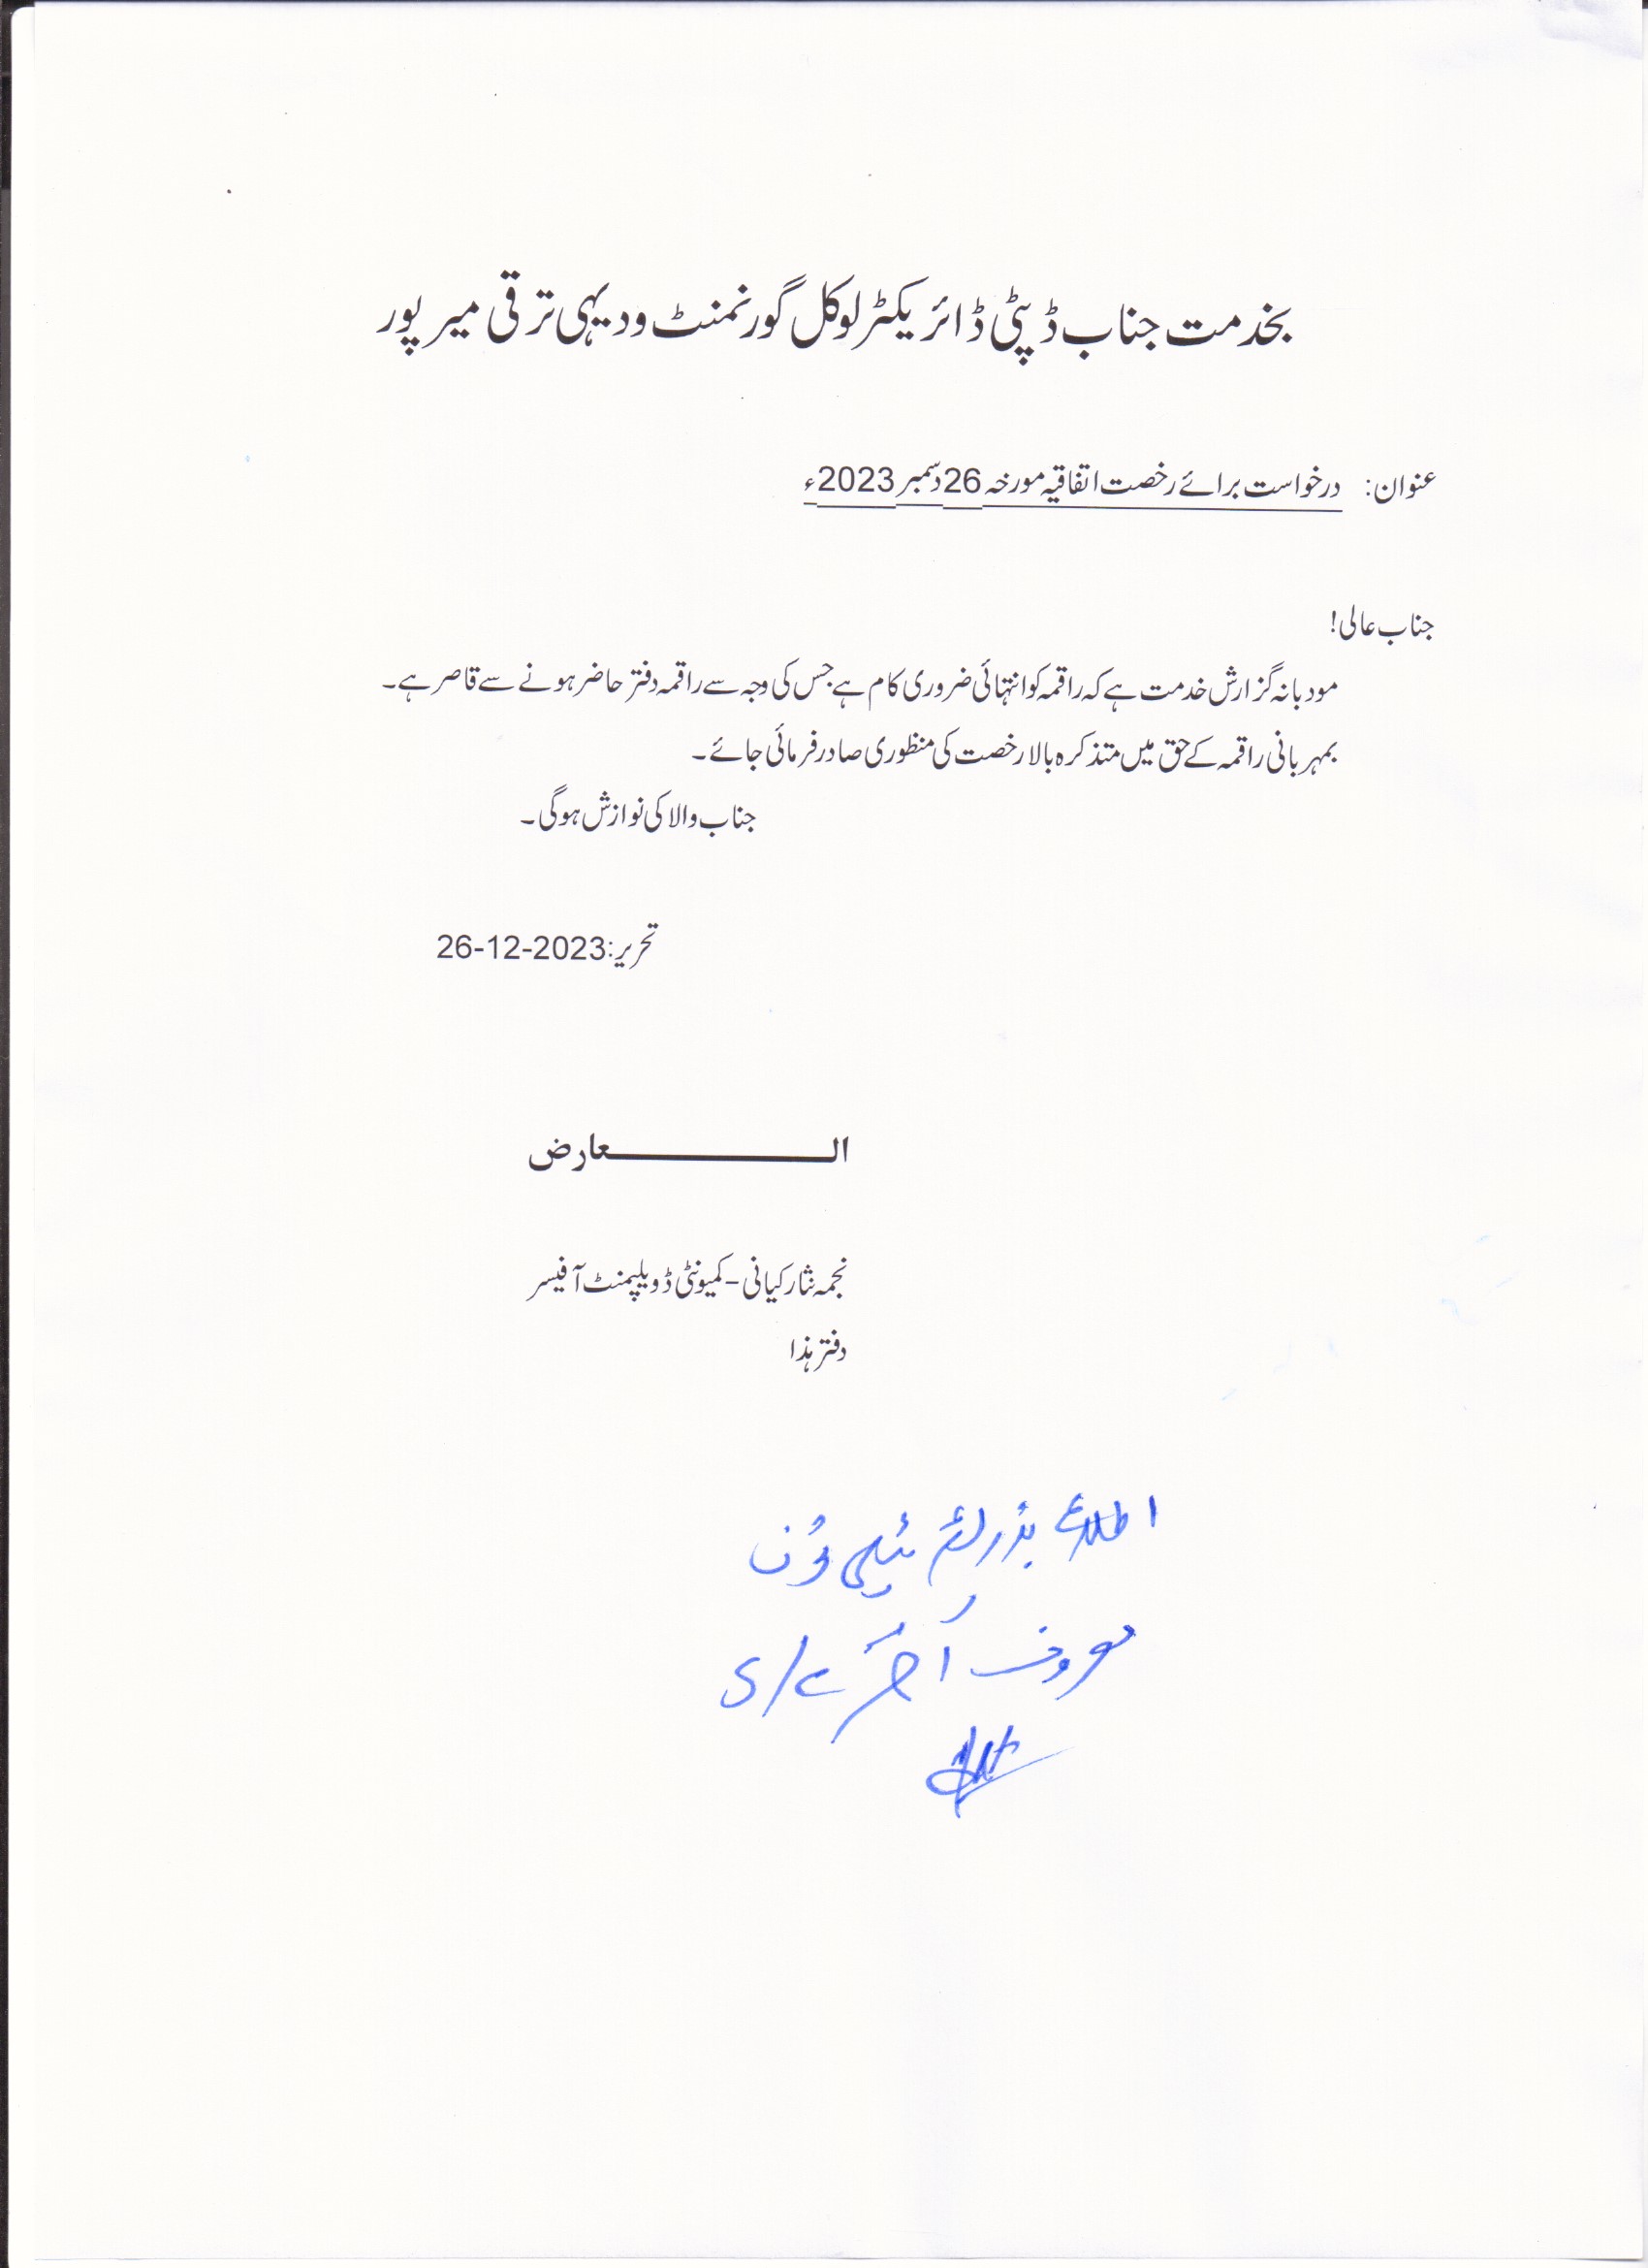 بخدمت جناب ڈپٹی ڈائریکٹر لوکل گورنمنٹ و دیہی ترقی میر پور
عنوان: درخواست برائے رخصت اتفاقیہ مورخہ 26 دسمبر 2023ء
جناب عالی!
مودبانہ گزارش خدمت ہے کہ راقمہ کو انتہائی ضروری کام ہے جس کی وجہ سے راقمہ دفتر حاضر ہونے سے قاصر ہے۔
بمہربانی راقمہ کے حق میں متذکرہ بالا رخصت کی منظوری صادر فرمائی جائے۔
جناب والا کی نوازش ہوگی۔
تحریر: 26-12-2023
العارض
نجمہ نثار کیانی - کمیونٹی ڈویلپمنٹ آفیسر
دفتر ہذا
اطلاع بذریعہ ٹیلی فون